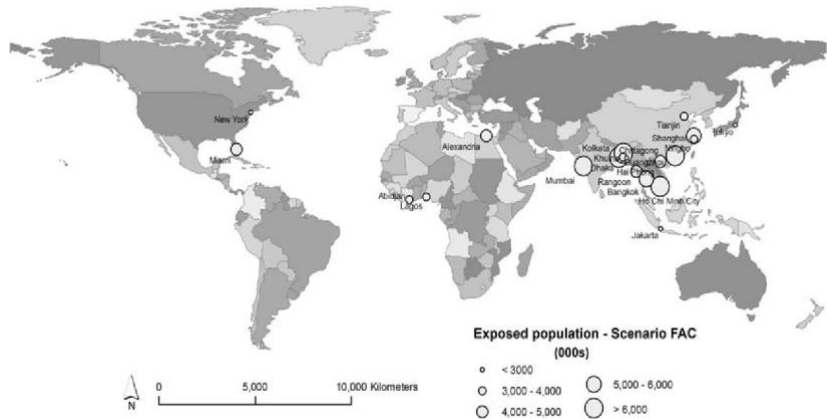 New York
Miami
Alexandria
Abidjan
Lagos
Mumbai
Kolkata
Dhaka
Rangoon
Bangkok
Hai Phong
Ho Chi Minh City
Jakarta
Tianjin
Shanghai
Ningbo
Tokyo
Exposed population - Scenario FAC
(000s)
< 3000
3,000 - 4,000
4,000 - 5,000
5,000 - 6,000
> 6,000
N
0 5,000 10,000 Kilometers